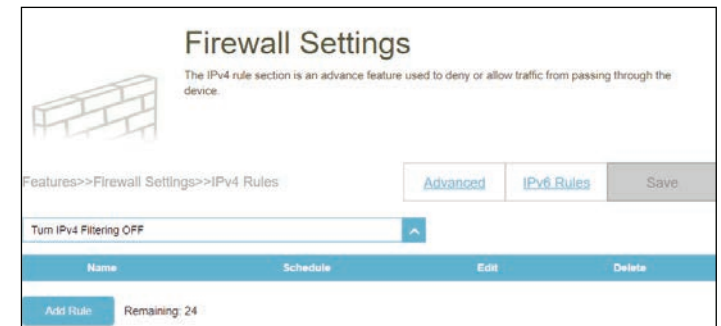 Firewall Settings
The IPv4 rule section is an advance feature used to deny or allow traffic from passing through the
device.
Features>>Firewall Settings>>IPv4 Rules
Advanced
IPv6 Rules
Save
Turn IPv4 Filtering OFF
Name Schedule Edit Delete
Add Rule Remaining: 24